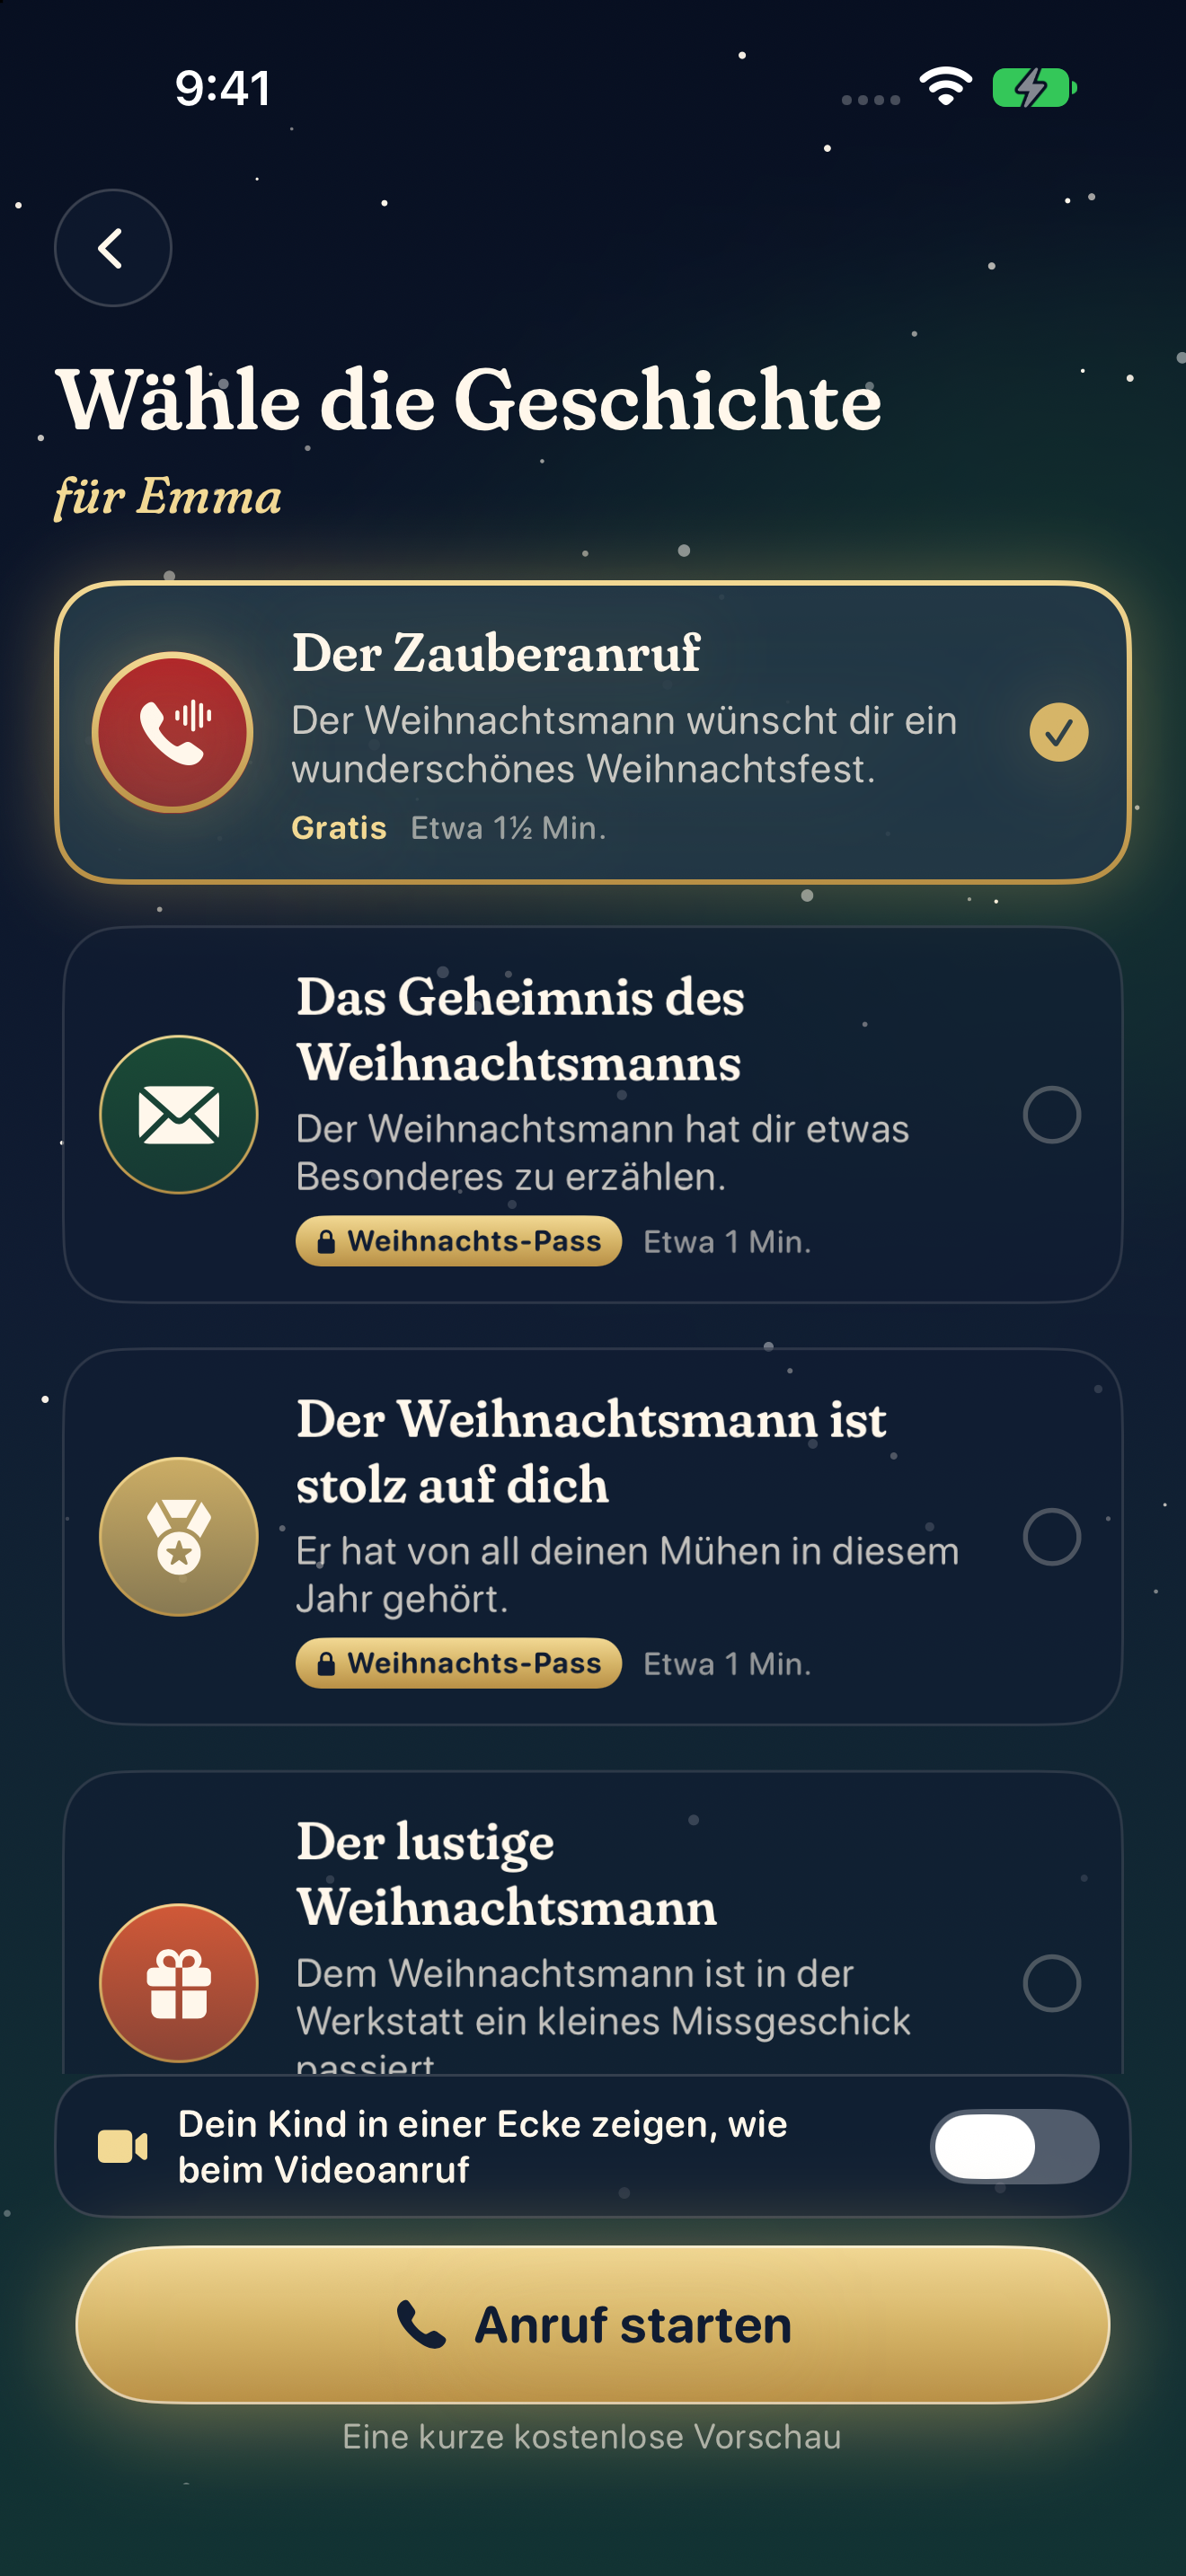 9:41
Wähle die Geschichte
für Emma
Der Zauberanruf
Der Weihnachtsmann wünscht dir ein
wunderschönes Weihnachtsfest.
Gratis Etwa 1½ Min.
Das Geheimnis des
Weihnachtsmanns
Der Weihnachtsmann hat dir etwas
Besonderes zu erzählen.
Weihnachts-Pass Etwa 1 Min.
Der Weihnachtsmann ist
stolz auf dich
Er hat von all deinen Mühen in diesem
Jahr gehört.
Weihnachts-Pass Etwa 1 Min.
Der lustige
Weihnachtsmann
Dem Weihnachtsmann ist in der
Werkstatt ein kleines Missgeschick
passiert
Dein Kind in einer Ecke zeigen, wie
beim Videoanruf
Anruf starten
Eine kurze kostenlose Vorschau